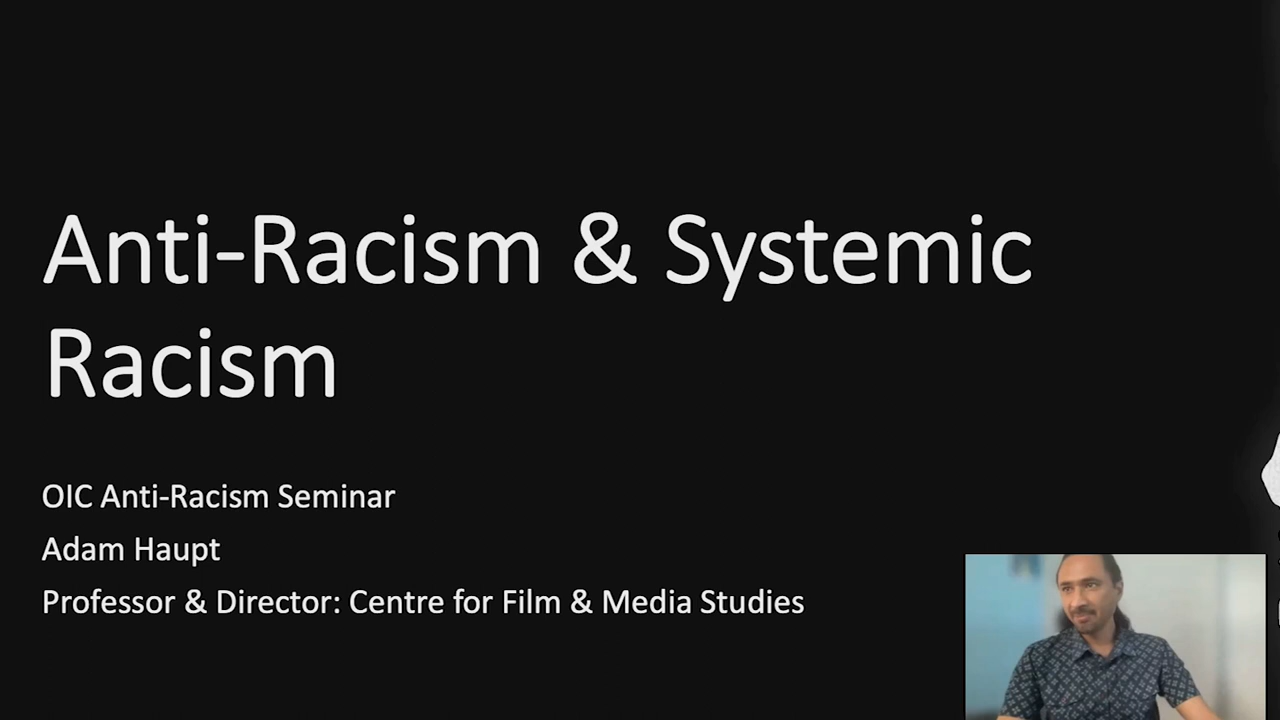 Anti-Racism & Systemic
Racism
OIC Anti-Racism Seminar
Adam Haupt
Professor & Director: Centre for Film & Media Studies